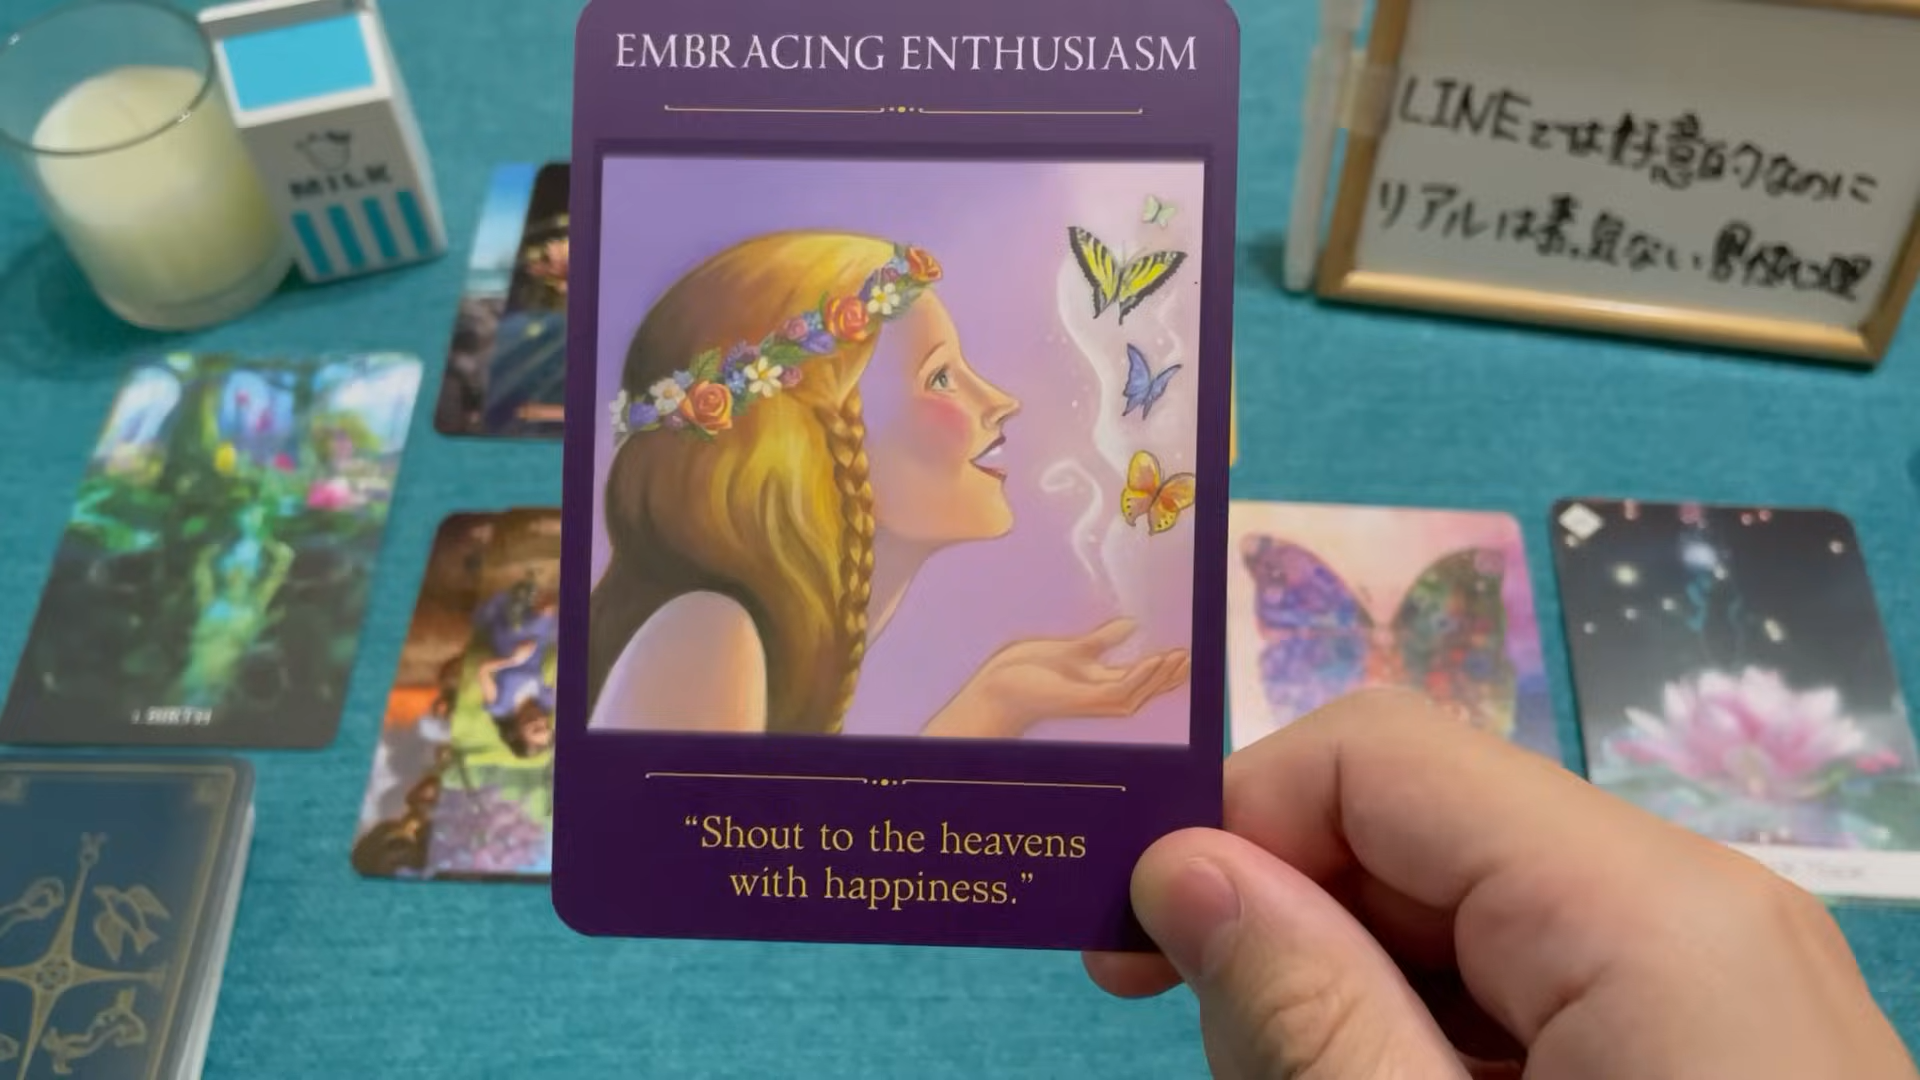 EMBRACING ENTHUSIASM
LINEでは好意的なのに
リアルは素気ない男性心理
MILK
BIRTH
“Shout to the heavens
with happiness.”